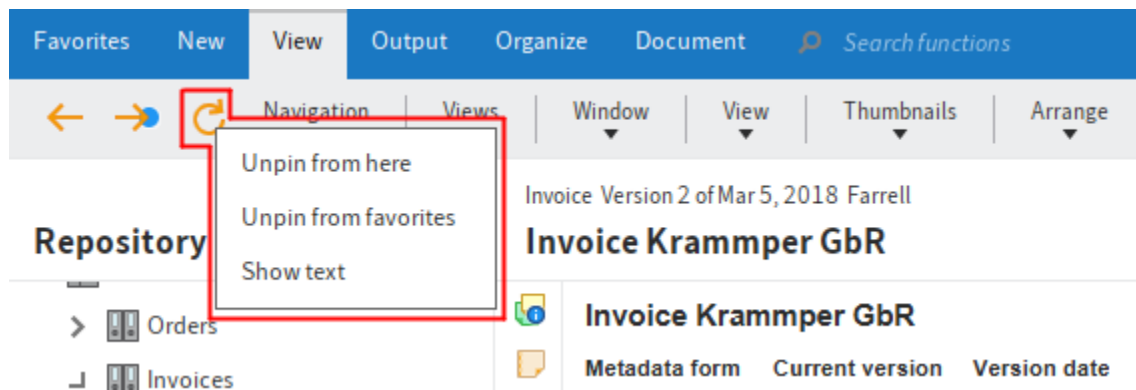 Favorites New View Output Organize Document Search functions
Navigation Views Window View Thumbnails Arrange
Unpin from here
Unpin from favorites
Show text
Invoice Version 2 of Mar 5, 2018 Farrell
Repository
Invoice Krammper GbR
Orders
Invoices
Invoice Krammper GbR
Metadata form Current version Version date